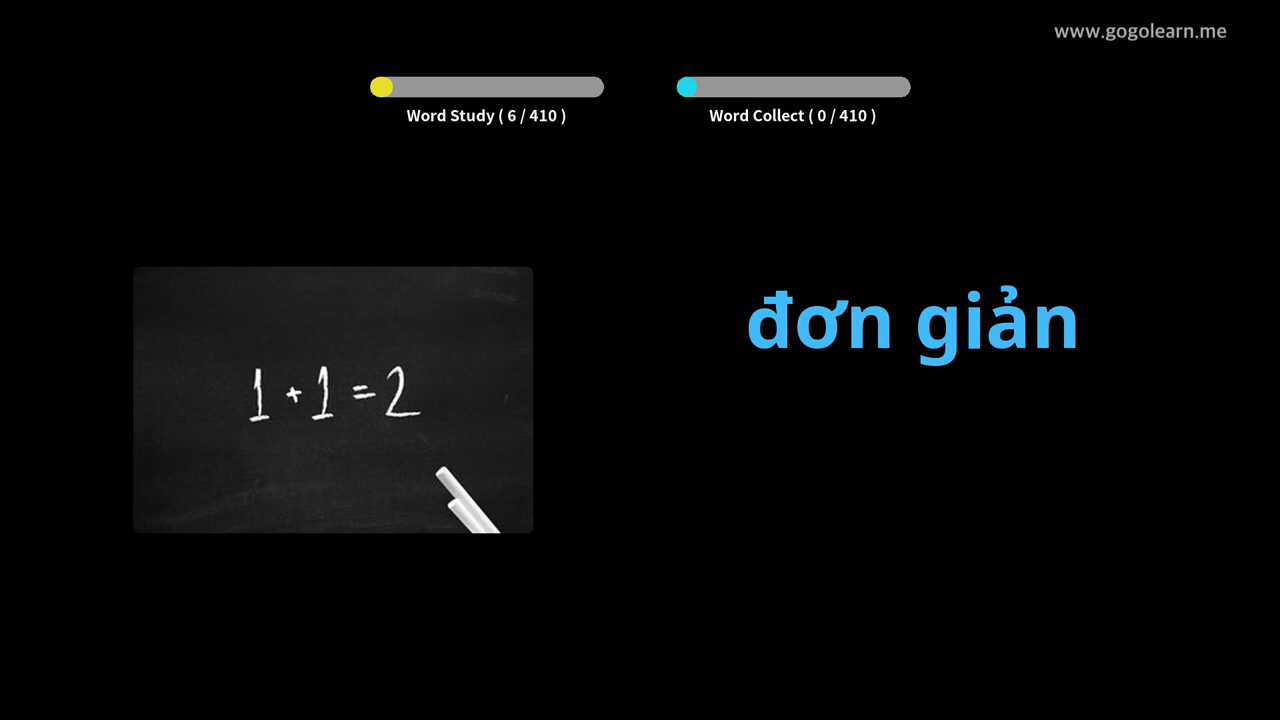 www.gogolearn.me
Word Study ( 6 / 410 )
Word Collect ( 0 / 410 )
đơn giản
1 + 1 = 2